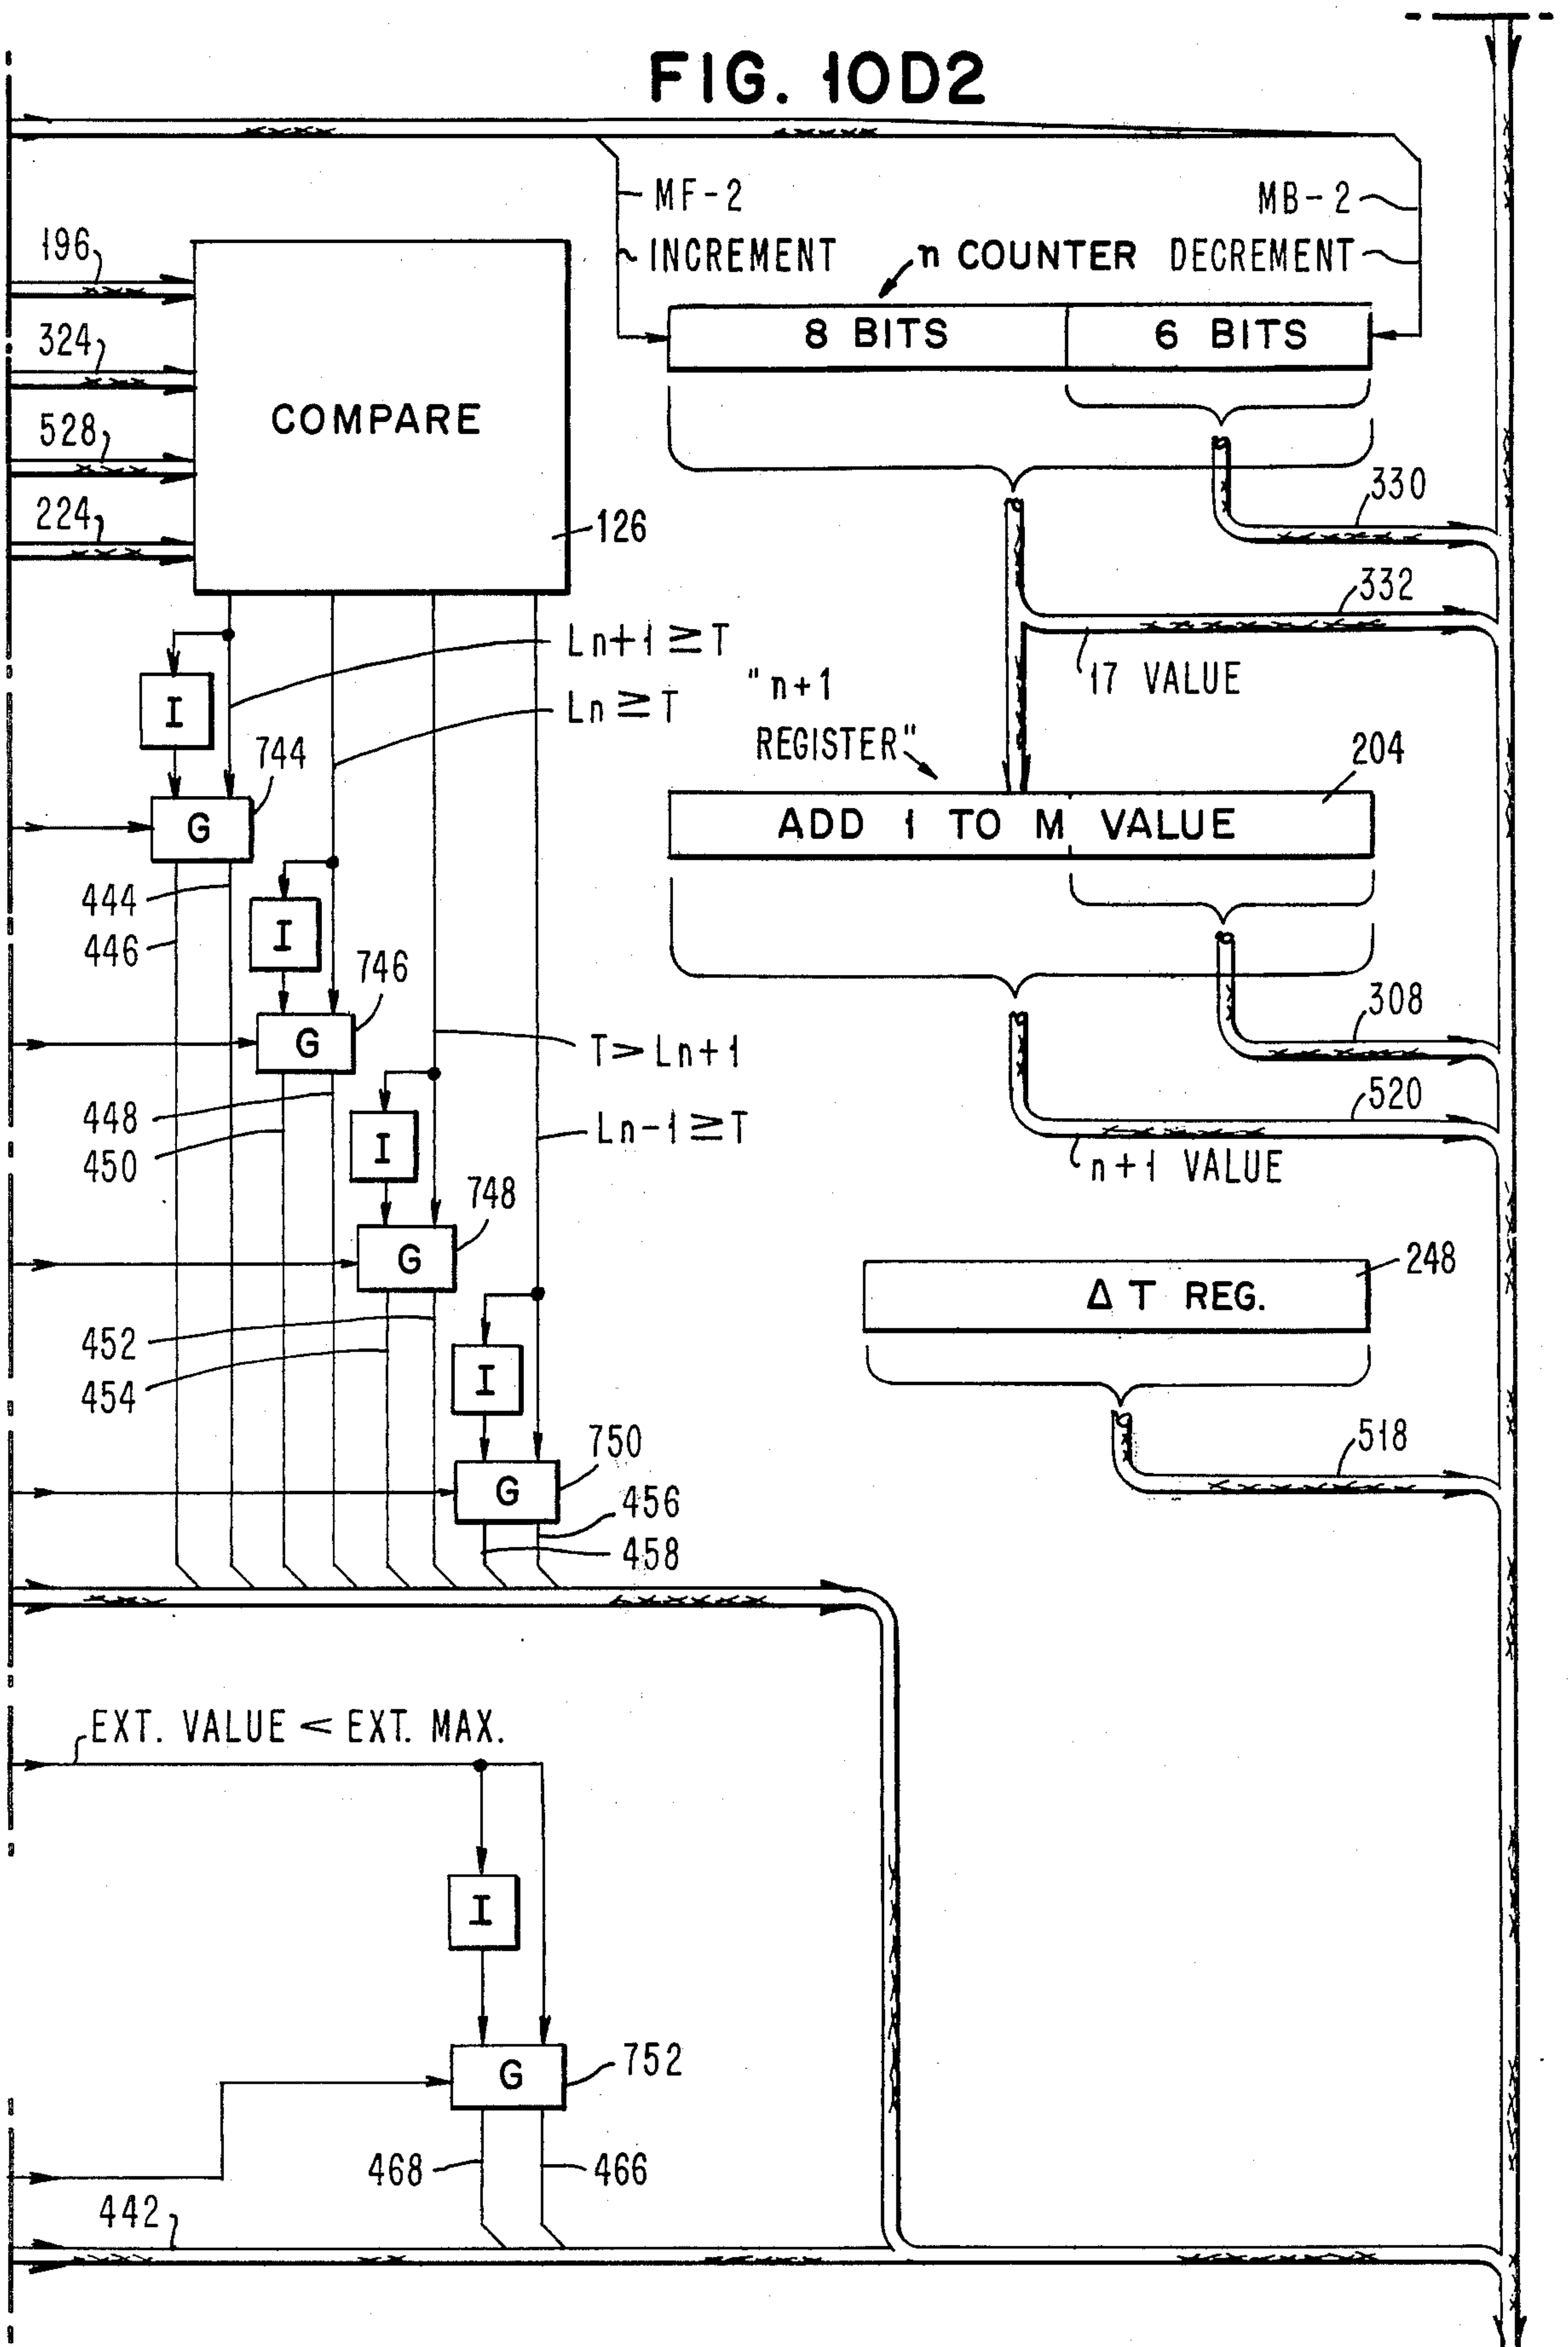 FIG. 10D2
MF-2
MB-2
196
INCREMENT
n COUNTER
DECREMENT
8 BITS
6 BITS
324
COMPARE
528
224
126
330
332
17 VALUE
Ln+1 ≧ T
Ln ≧ T
"n+1
REGISTER"
I
744
204
G
ADD 1 TO M VALUE
444
446
I
746
G
308
T > Ln+1
520
448
450
Ln-1 ≧ T
n+1 VALUE
I
748
G
248
Δ T REG.
452
454
I
750
G
518
456
458
EXT. VALUE < EXT. MAX.
I
752
G
468
466
442